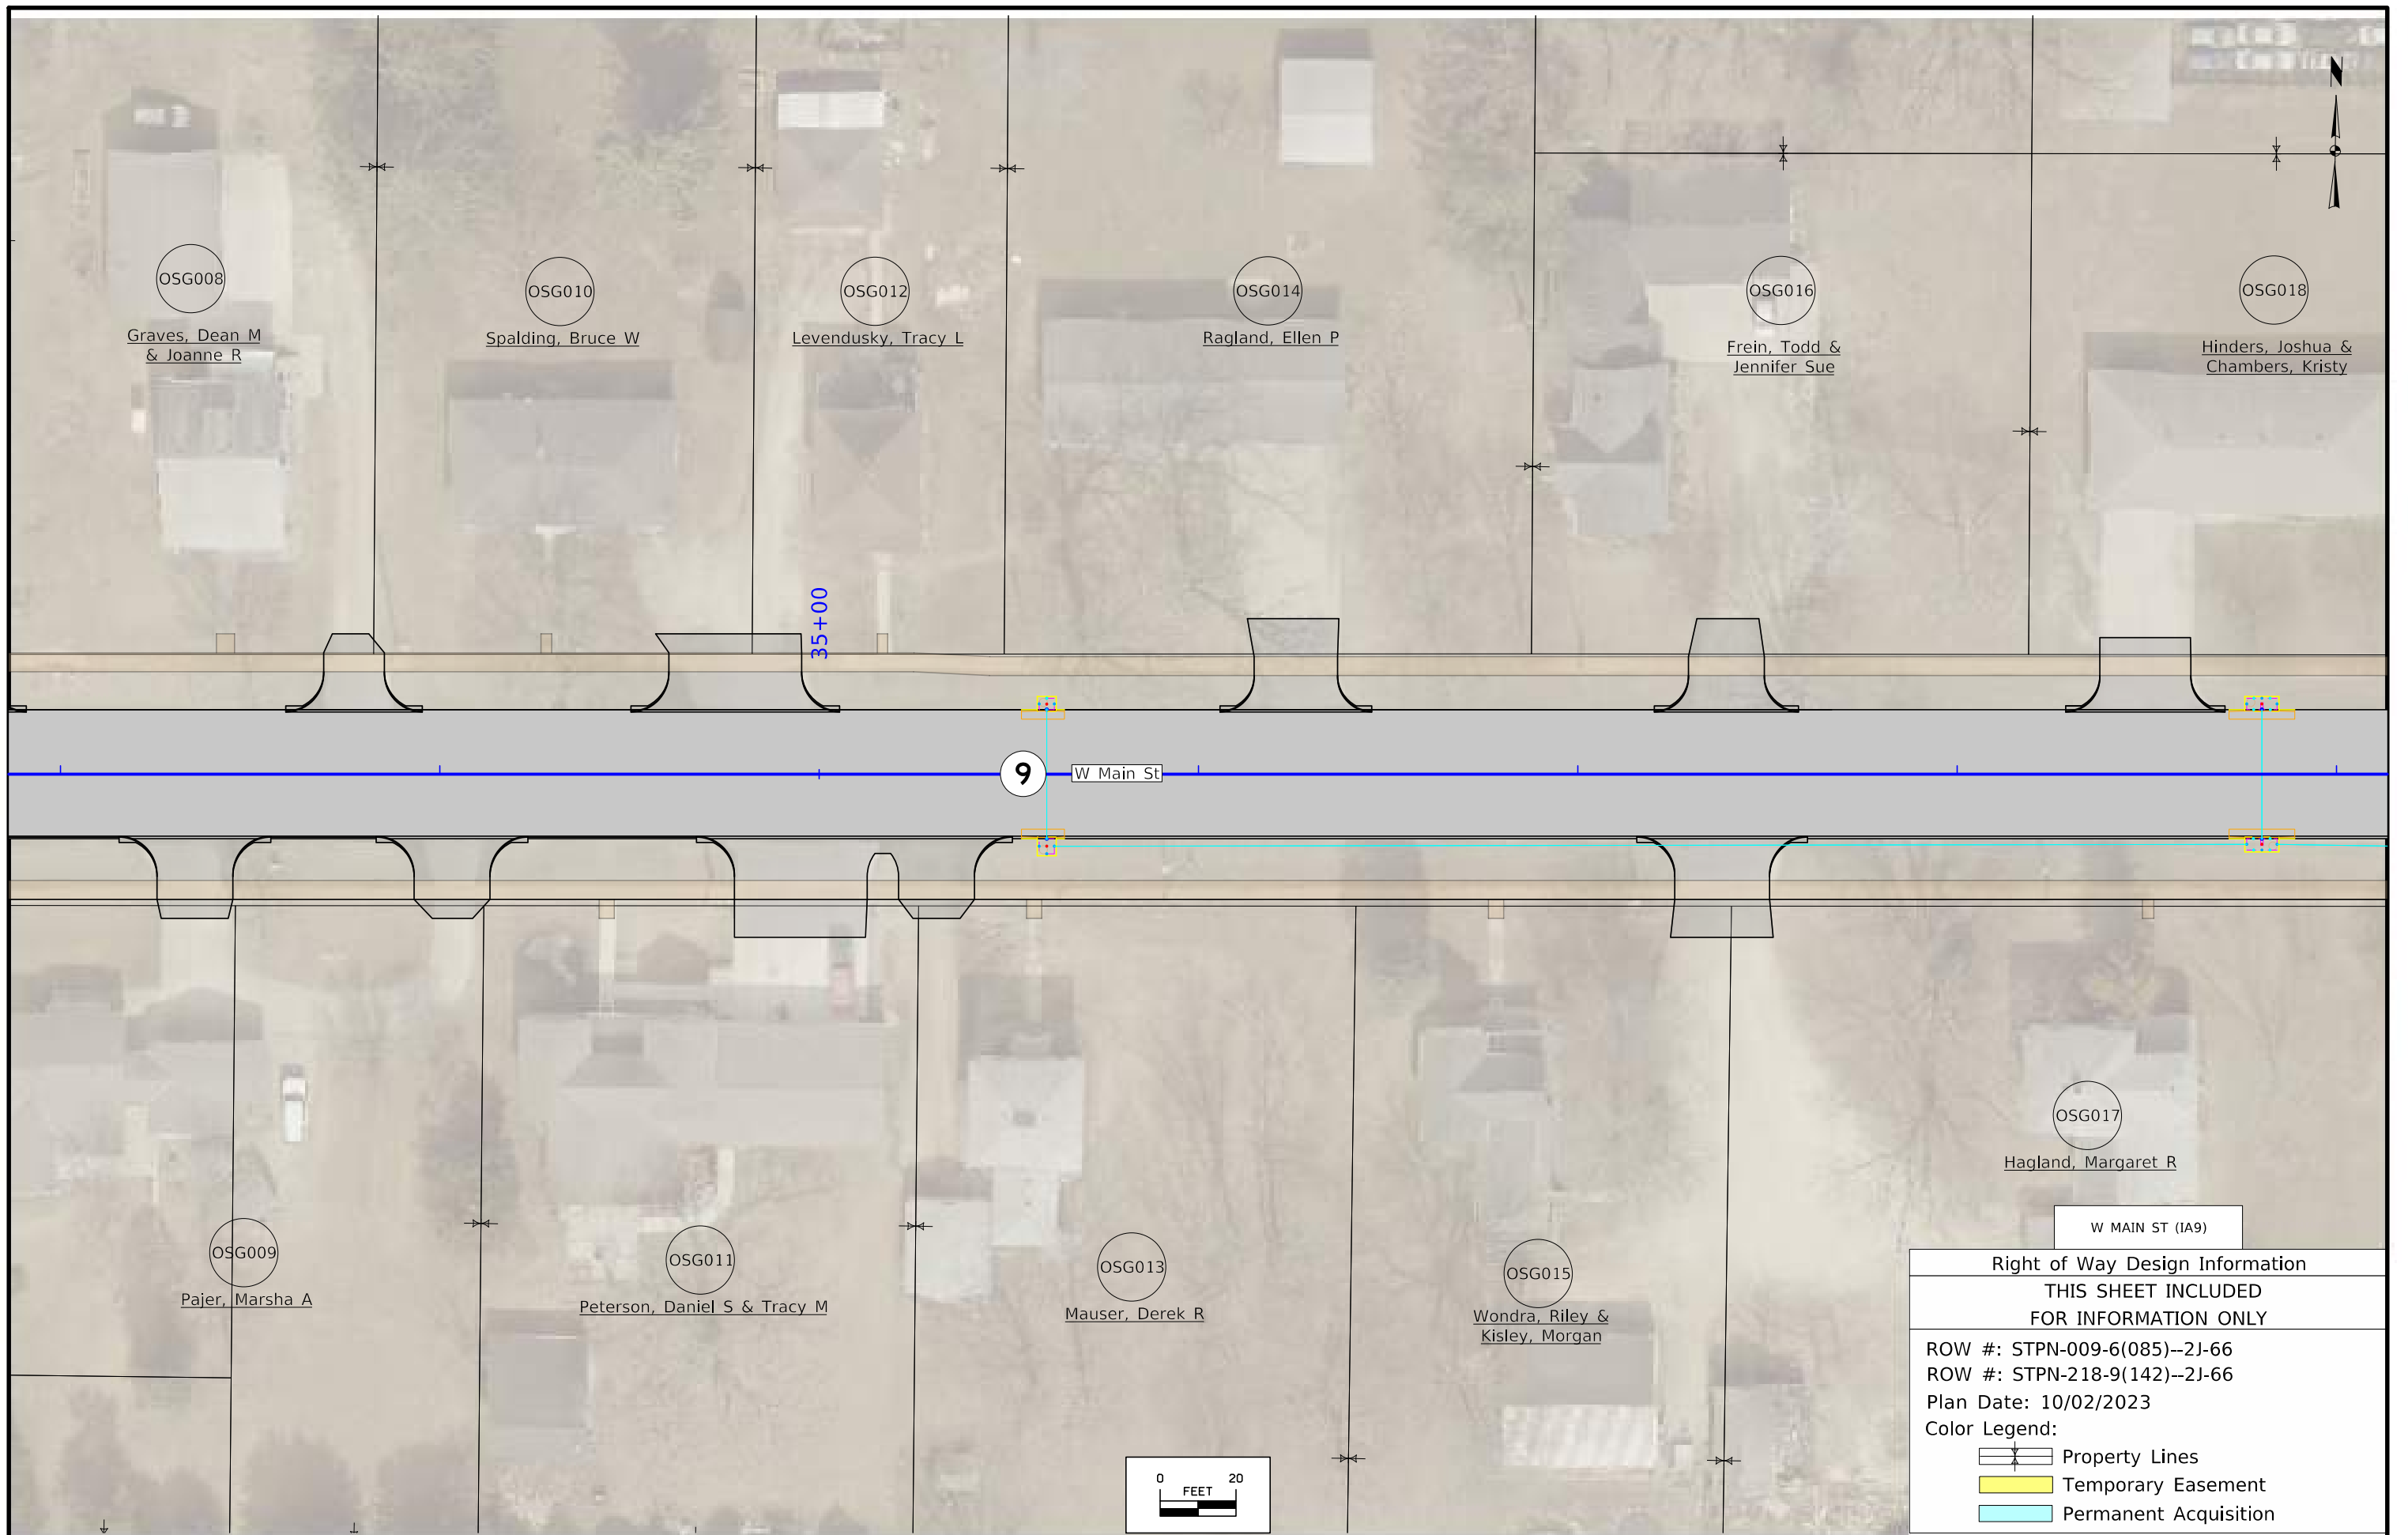 N
OSG008
Graves, Dean M
& Joanne R
OSG010
Spalding, Bruce W
OSG012
Levendusky, Tracy L
OSG014
Ragland, Ellen P
OSG016
Frein, Todd &
Jennifer Sue
OSG018
Hinders, Joshua &
Chambers, Kristy
35+00
9
W Main St
OSG009
Pajer, Marsha A
OSG011
Peterson, Daniel S & Tracy M
OSG013
Mauser, Derek R
OSG015
Wondra, Riley &
Kisley, Morgan
OSG017
Hagland, Margaret R
0 20
FEET
W MAIN ST (IA9)
Right of Way Design Information
THIS SHEET INCLUDED
FOR INFORMATION ONLY
ROW #: STPN-009-6(085)--2J-66
ROW #: STPN-218-9(142)--2J-66
Plan Date: 10/02/2023
Color Legend:
Property Lines
Temporary Easement
Permanent Acquisition